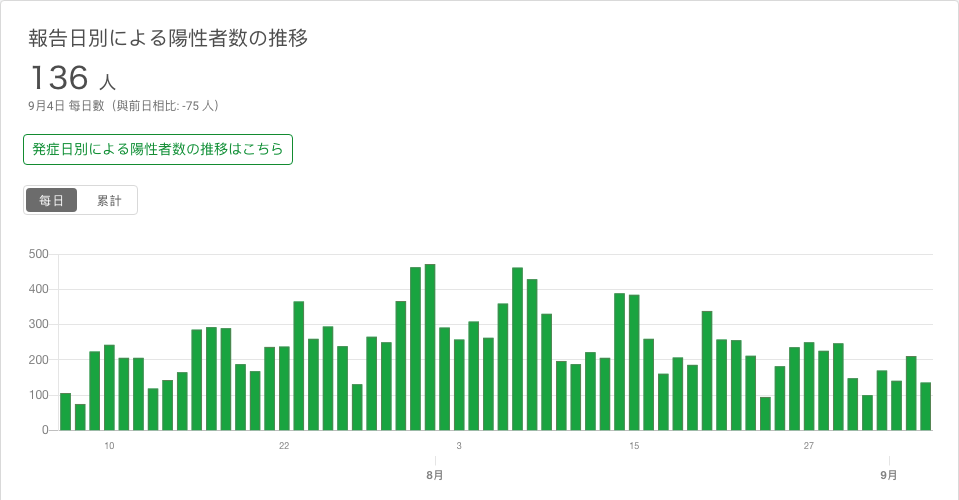 報告日別による陽性者数の推移
136 人
9月4日 每日數（與前日相比: -75 人）
発症日別による陽性者数の推移はこちら
每日 累計
500
400
300
200
100
0
10 22 3 15 27
8月 9月